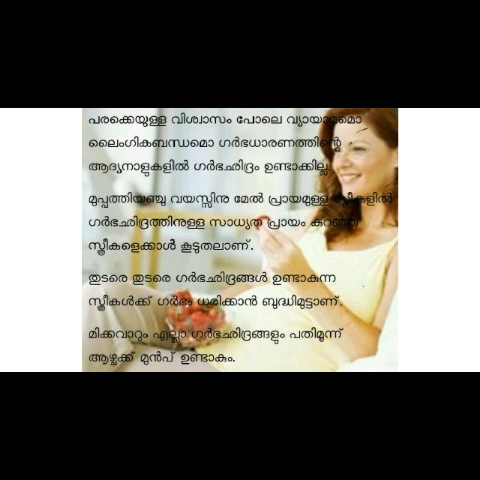 പരക്കെയുള്ള വിശ്വാസം പോലെ വ്യായാമമൊ
ലൈംഗികബന്ധമൊ ഗർഭധാരണത്തിന്റെ
ആദ്യനാളുകളിൽ ഗർഭഛിദ്രം ഉണ്ടാക്കില്ല
മുപ്പത്തിയഞ്ചു വയസ്സിനു മേൽ പ്രായമുള്ള സ്ത്രീകളിൽ
ഗർഭഛിദ്രത്തിനുള്ള സാധ്യത പ്രായം കുറഞ്ഞ
സ്ത്രീകളെക്കാൾ കൂടുതലാണ്.
തുടരെ തുടരെ ഗർഭഛിദ്രങ്ങൾ ഉണ്ടാകുന്ന
സ്ത്രീകൾക്ക് ഗർഭം ധരിക്കാൻ ബുദ്ധിമുട്ടാണ്.
മിക്കവാറും എല്ലാ ഗർഭഛിദ്രങ്ങളും പതിമൂന്ന്
ആഴ്ചക്ക് മുൻപ് ഉണ്ടാകും.